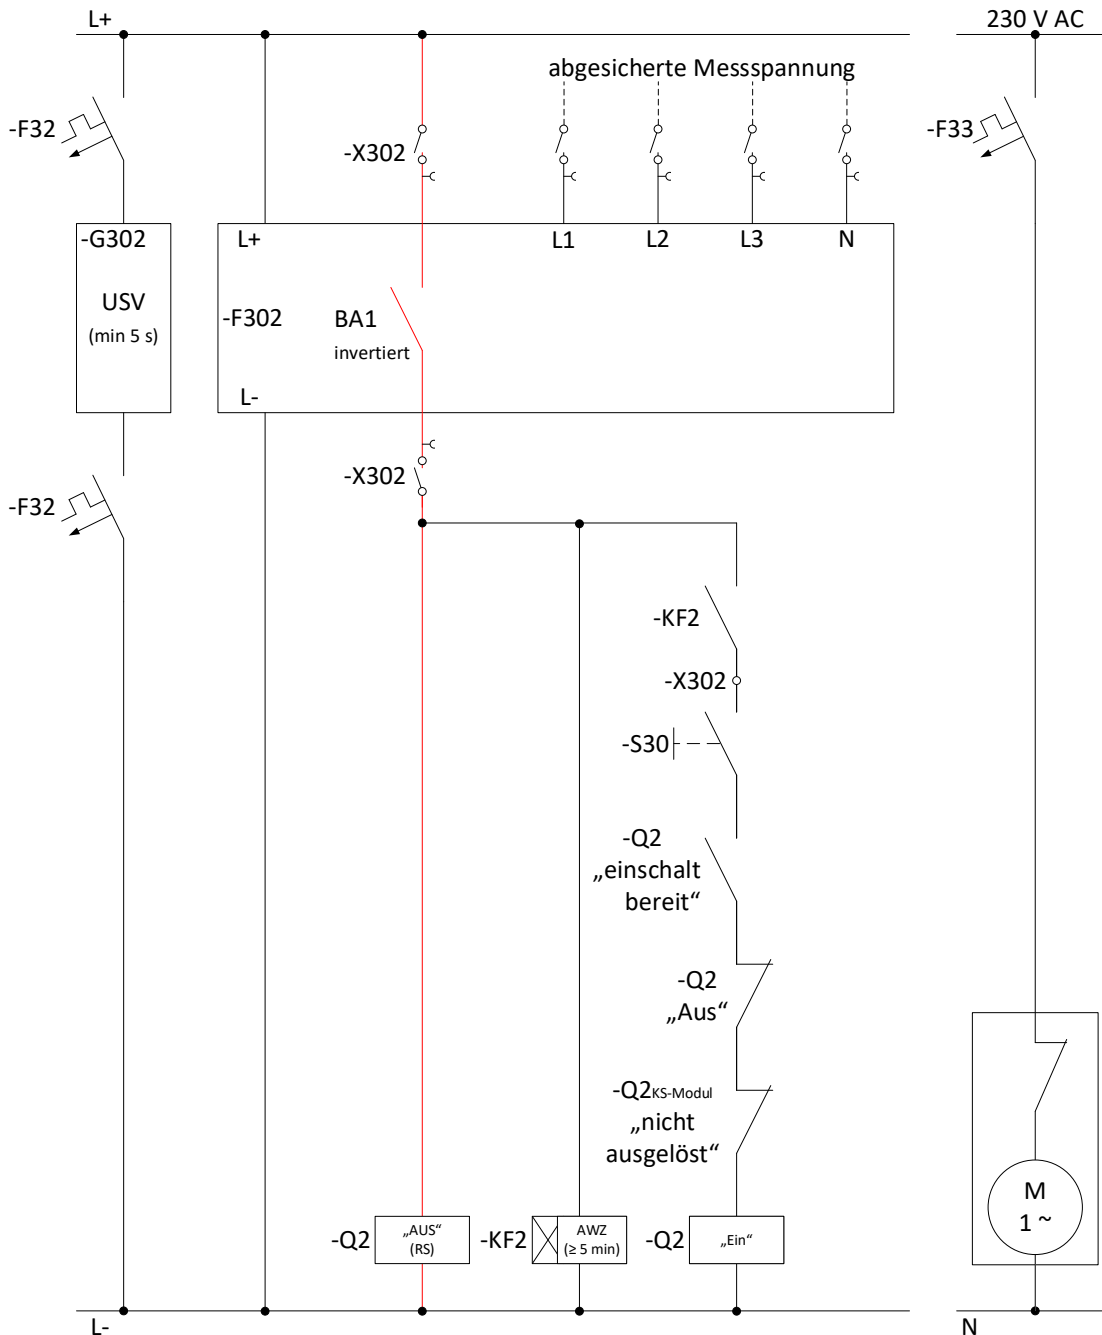 L+
230 V AC
abgesicherte Messspannung
-F32
-X302
-F33
-G302
USV
(min 5 s)
L+
L1
L2
L3
N
-F302
BA1
invertiert
L-
-X302
-F32
-KF2
-X302
-S30
-Q2
„einschalt
bereit“
-Q2
„Aus“
-Q2KS-Modul
„nicht
ausgelöst“
M
1 ~
-Q2
„AUS“
(RS)
-KF2
AWZ
(≥ 5 min)
-Q2
„Ein“
L-
N